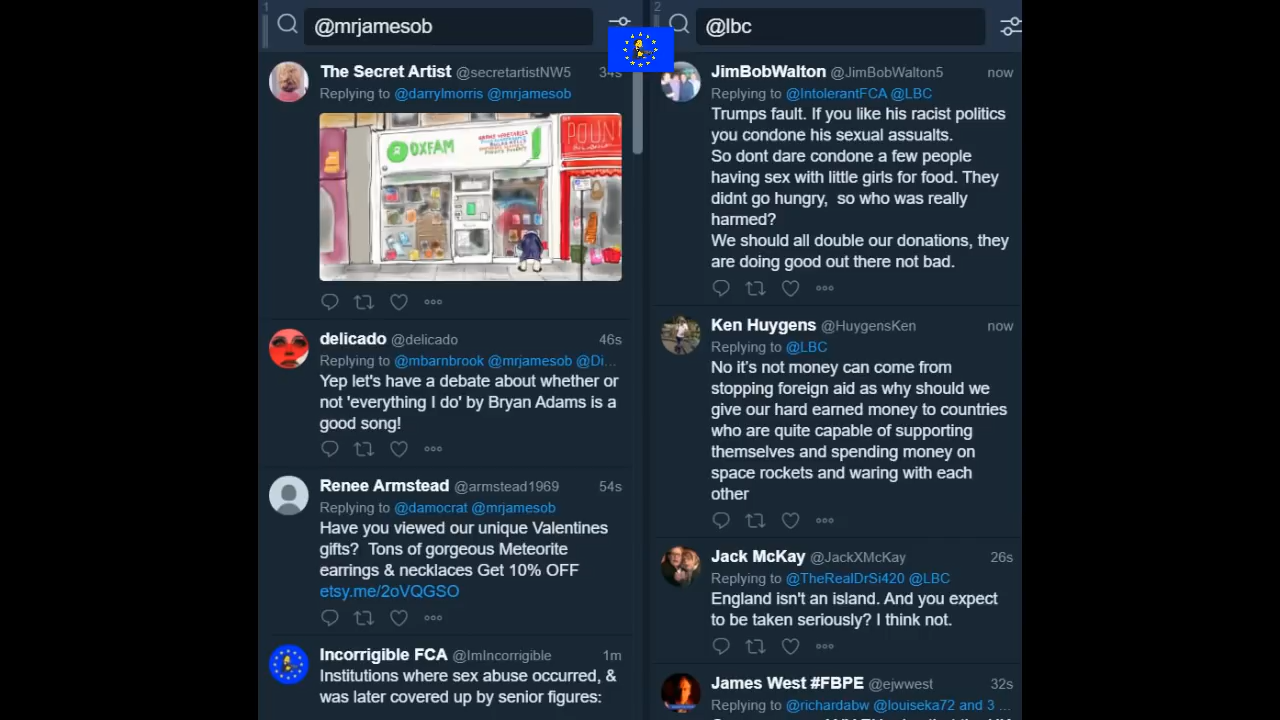 1
@mrjamesob
The Secret Artist @secretartistNW5 34s
Replying to @darrylmorris @mrjamesob
OXFAM
POUN
delicado @delicado 46s
Replying to @mbarnbrook @mrjamesob @Di...
Yep let's have a debate about whether or
not 'everything I do' by Bryan Adams is a
good song!
Renee Armstead @armstead1969 54s
Replying to @damocrat @mrjamesob
Have you viewed our unique Valentines
gifts? Tons of gorgeous Meteorite
earrings & necklaces Get 10% OFF
etsy.me/2oVQGSO
Incorrigible FCA @ImIncorrigible 1m
Institutions where sex abuse occurred, &
was later covered up by senior figures:
2
@lbc
JimBobWalton @JimBobWalton5 now
Replying to @IntolerantFCA @LBC
Trumps fault. If you like his racist politics
you condone his sexual assualts.
So dont dare condone a few people
having sex with little girls for food. They
didnt go hungry, so who was really
harmed?
We should all double our donations, they
are doing good out there not bad.
Ken Huygens @HuygensKen now
Replying to @LBC
No it's not money can come from
stopping foreign aid as why should we
give our hard earned money to countries
who are quite capable of supporting
themselves and spending money on
space rockets and waring with each
other
Jack McKay @JackXMcKay 26s
Replying to @TheRealDrSi420 @LBC
England isn't an island. And you expect
to be taken seriously? I think not.
James West #FBPE @ejwwest 32s
Replying to @richardabw @louiseka72 and 3 ...